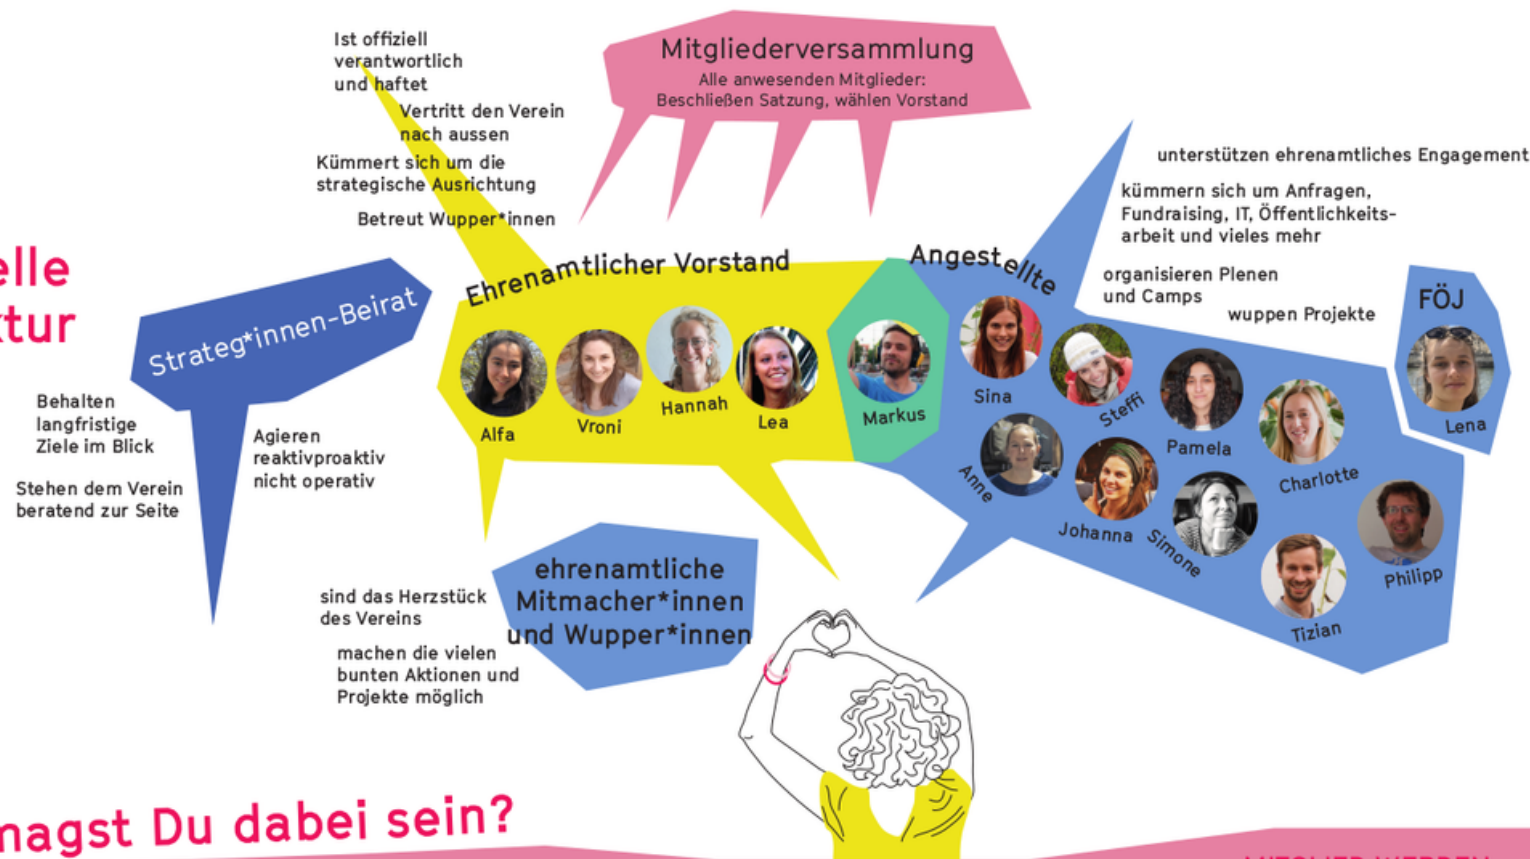 Ist offiziell
verantwortlich
und haftet
Vertritt den Verein
nach aussen
Kümmert sich um die
strategische Ausrichtung
Betreut Wupper*innen
Mitgliederversammlung
Alle anwesenden Mitglieder:
Beschließen Satzung, wählen Vorstand
unterstützen ehrenamtliches Engagement
kümmern sich um Anfragen,
Fundraising, IT, Öffentlichkeits-
arbeit und vieles mehr
organisieren Plenen
und Camps
wuppen Projekte
elle
ktur
Strateg*innen-Beirat
Behalten
langfristige
Ziele im Blick
Stehen dem Verein
beratend zur Seite
Agieren
reaktivproaktiv
nicht operativ
Ehrenamtlicher Vorstand
Alfa
Vroni
Hannah
Lea
Markus
Angestellte
Sina
Steffi
Pamela
Charlotte
Anne
Johanna
Simone
Tizian
Philipp
FÖJ
Lena
ehrenamtliche
Mitmacher*innen
und Wupper*innen
sind das Herzstück
des Vereins
machen die vielen
bunten Aktionen und
Projekte möglich
magst Du dabei sein?
MITGLIED WERDEN